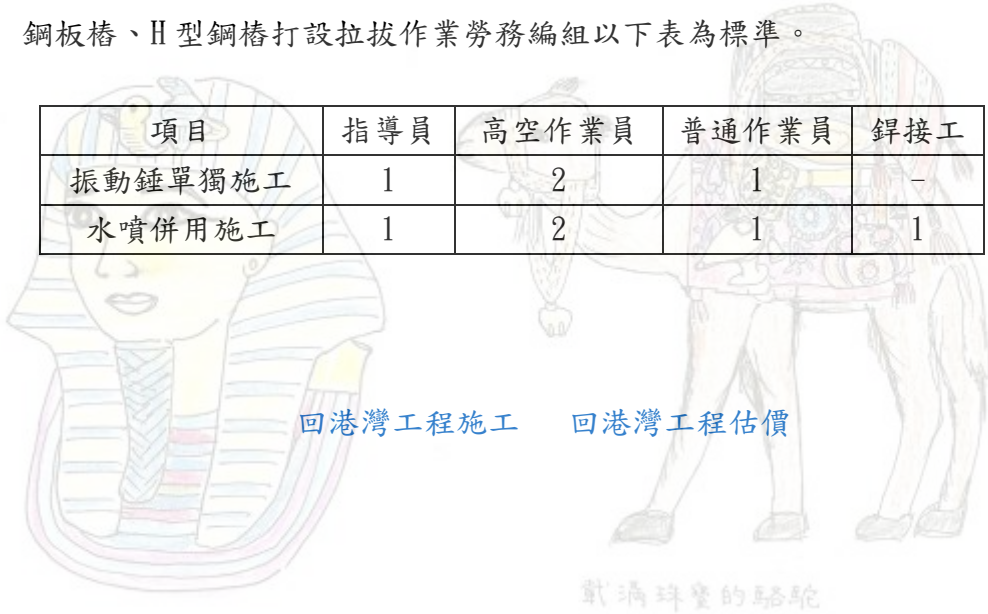 鋼板樁、H型鋼樁打設拉拔作業勞務編組以下表為標準。
項目 指導員 高空作業員 普通作業員 銲接工
振動錘單獨施工 1 2 1 -
水噴併用施工 1 2 1 1
回港灣工程施工 回港灣工程估價
戴滿珠寶的駱駝